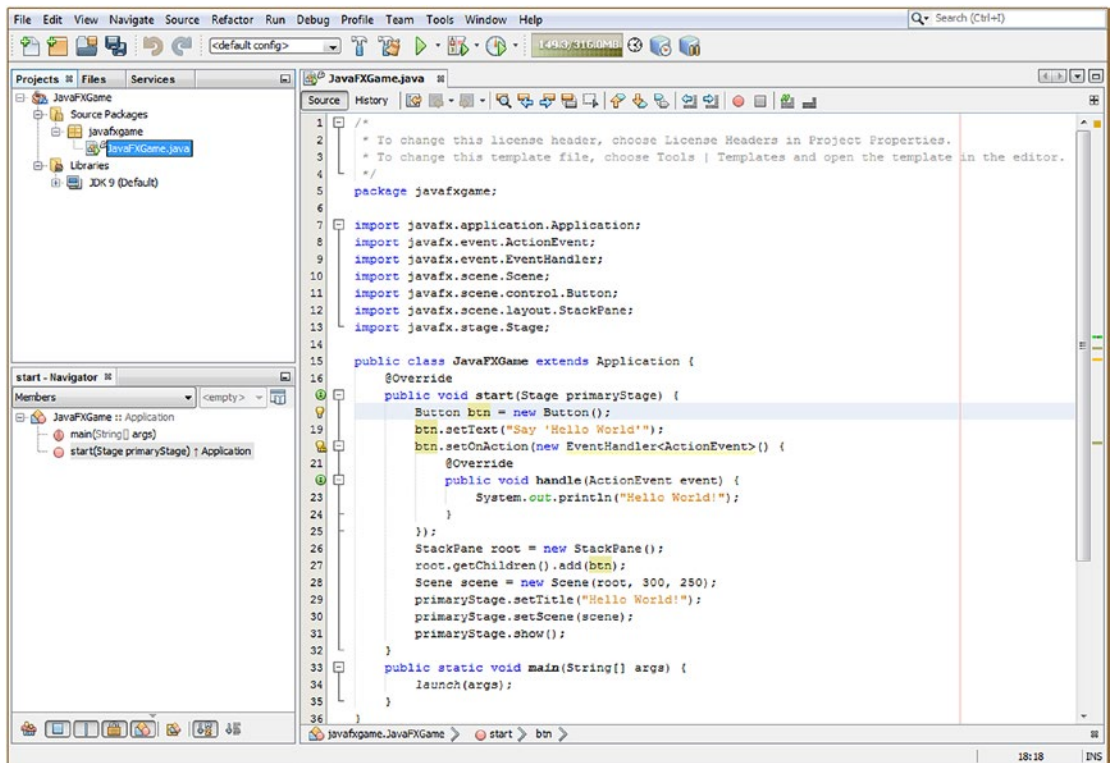 File Edit View Navigate Source Refactor Run Debug Profile Team Tools Window Help
Search (Ctrl+I)
<default config>
149.3/316.0MB
Projects Files Services
JavaFXGame
Source Packages
javafxgame
JavaFXGame.java
Libraries
JDK 9 (Default)
start - Navigator
Members
<empty>
JavaFXGame :: Application
main(String[] args)
start(Stage primaryStage) ↑ Application
JavaFXGame.java
Source History
1 /*
2 * To change this license header, choose License Headers in Project Properties.
3 * To change this template file, choose Tools | Templates and open the template in the editor.
4 */
5 package javafxgame;
6
7 import javafx.application.Application;
8 import javafx.event.ActionEvent;
9 import javafx.event.EventHandler;
10 import javafx.scene.Scene;
11 import javafx.scene.control.Button;
12 import javafx.scene.layout.StackPane;
13 import javafx.stage.Stage;
14
15 public class JavaFXGame extends Application {
16 @Override
public void start(Stage primaryStage) {
Button btn = new Button();
19 btn.setText("Say 'Hello World'");
btn.setOnAction(new EventHandler<ActionEvent>() {
21 @Override
public void handle(ActionEvent event) {
23 System.out.println("Hello World!");
24 }
25 });
26 StackPane root = new StackPane();
27 root.getChildren().add(btn);
28 Scene scene = new Scene(root, 300, 250);
29 primaryStage.setTitle("Hello World!");
30 primaryStage.setScene(scene);
31 primaryStage.show();
32 }
33 public static void main(String[] args) {
34 launch(args);
35 }
36 }
javafxgame.JavaFXGame start btn
18:18 INS